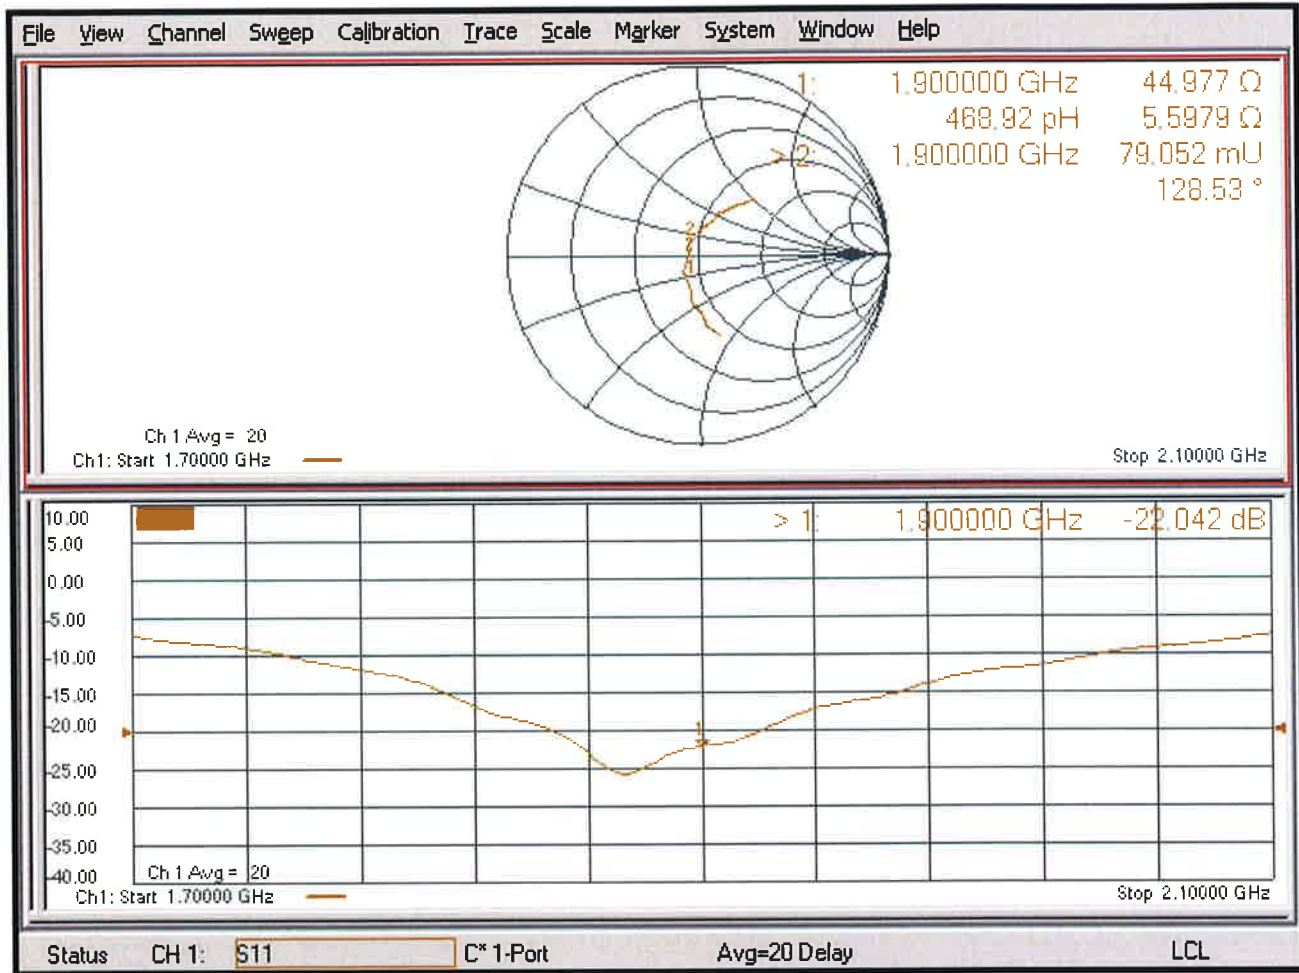 File View Channel Sweep Calibration Trace Scale Marker System Window Help
1: 1.900000 GHz 44.977 Ω
468.92 pH 5.5979 Ω
> 2: 1.900000 GHz 79.052 mU
128.53 °
2
1
Ch 1 Avg = 20
Ch1: Start 1.70000 GHz
Stop 2.10000 GHz
> 1: 1.900000 GHz -22.042 dB
10.00
5.00
0.00
-5.00
-10.00
-15.00
-20.00
-25.00
-30.00
-35.00
-40.00
1
Ch 1 Avg = 20
Ch1: Start 1.70000 GHz
Stop 2.10000 GHz
Status CH 1: S11 C* 1-Port Avg=20 Delay LCL